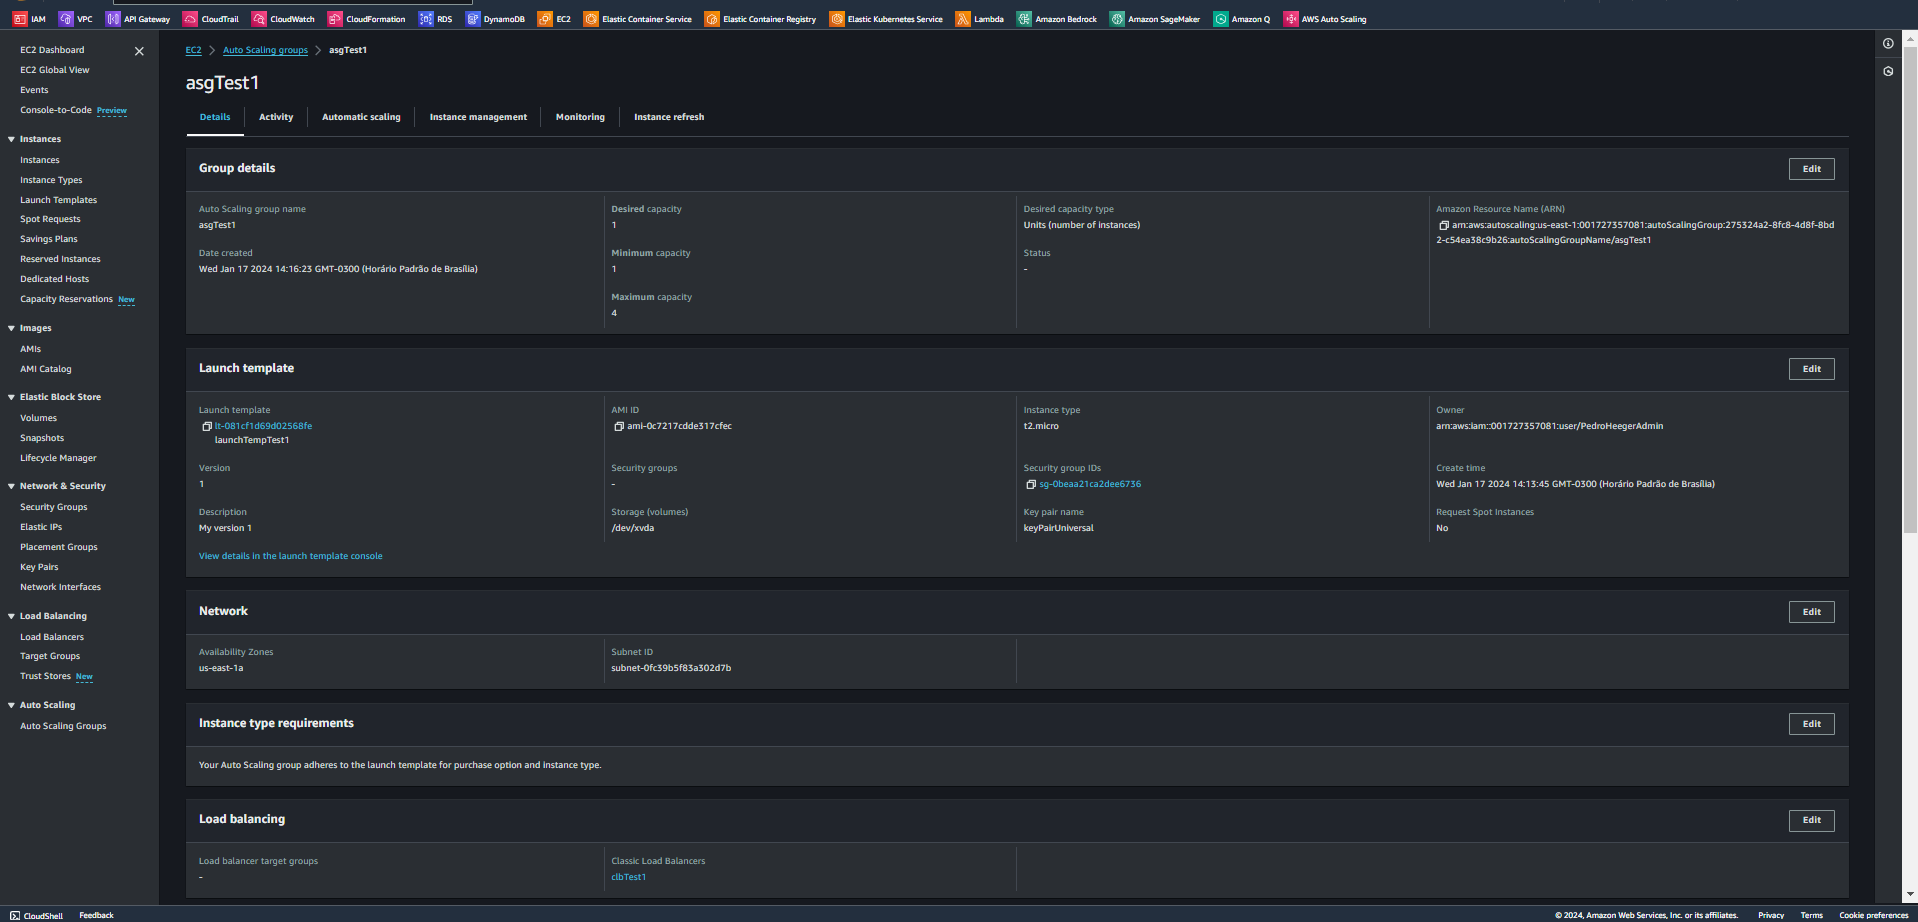 IAM VPC API Gateway CloudTrail CloudWatch CloudFormation RDS DynamoDB EC2 Elastic Container Service Elastic Container Registry Elastic Kubernetes Service Lambda Amazon Bedrock Amazon SageMaker Amazon Q AWS Auto Scaling
EC2 Dashboard
EC2 Global View
Events
Console-to-Code Preview
Instances
Instances
Instance Types
Launch Templates
Spot Requests
Savings Plans
Reserved Instances
Dedicated Hosts
Capacity Reservations New
Images
AMIs
AMI Catalog
Elastic Block Store
Volumes
Snapshots
Lifecycle Manager
Network & Security
Security Groups
Elastic IPs
Placement Groups
Key Pairs
Network Interfaces
Load Balancing
Load Balancers
Target Groups
Trust Stores New
Auto Scaling
Auto Scaling Groups
EC2 > Auto Scaling groups > asgTest1
asgTest1
Details Activity Automatic scaling Instance management Monitoring Instance refresh
Group details Edit
Auto Scaling group name
asgTest1
Date created
Wed Jan 17 2024 14:16:23 GMT-0300 (Horário Padrão de Brasília)
Desired capacity
1
Minimum capacity
1
Maximum capacity
4
Desired capacity type
Units (number of instances)
Status
-
Amazon Resource Name (ARN)
arn:aws:autoscaling:us-east-1:001727357081:autoScalingGroup:275324a2-8fc8-4d8f-8bd
2-c54ea38c9b26:autoScalingGroupName/asgTest1
Launch template Edit
Launch template
lt-081cf1d69d02568fe
launchTempTest1
Version
1
Description
My version 1
View details in the launch template console
AMI ID
ami-0c7217cdde317cfec
Security groups
-
Storage (volumes)
/dev/xvda
Instance type
t2.micro
Security group IDs
sg-0beaa21ca2dee6736
Key pair name
keyPairUniversal
Owner
arn:aws:iam::001727357081:user/PedroHeegerAdmin
Create time
Wed Jan 17 2024 14:13:45 GMT-0300 (Horário Padrão de Brasília)
Request Spot Instances
No
Network Edit
Availability Zones
us-east-1a
Subnet ID
subnet-0fc39b5f83a302d7b
Instance type requirements Edit
Your Auto Scaling group adheres to the launch template for purchase option and instance type.
Load balancing Edit
Load balancer target groups
-
Classic Load Balancers
clbTest1
CloudShell Feedback © 2024, Amazon Web Services, Inc. or its affiliates. Privacy Terms Cookie preferences